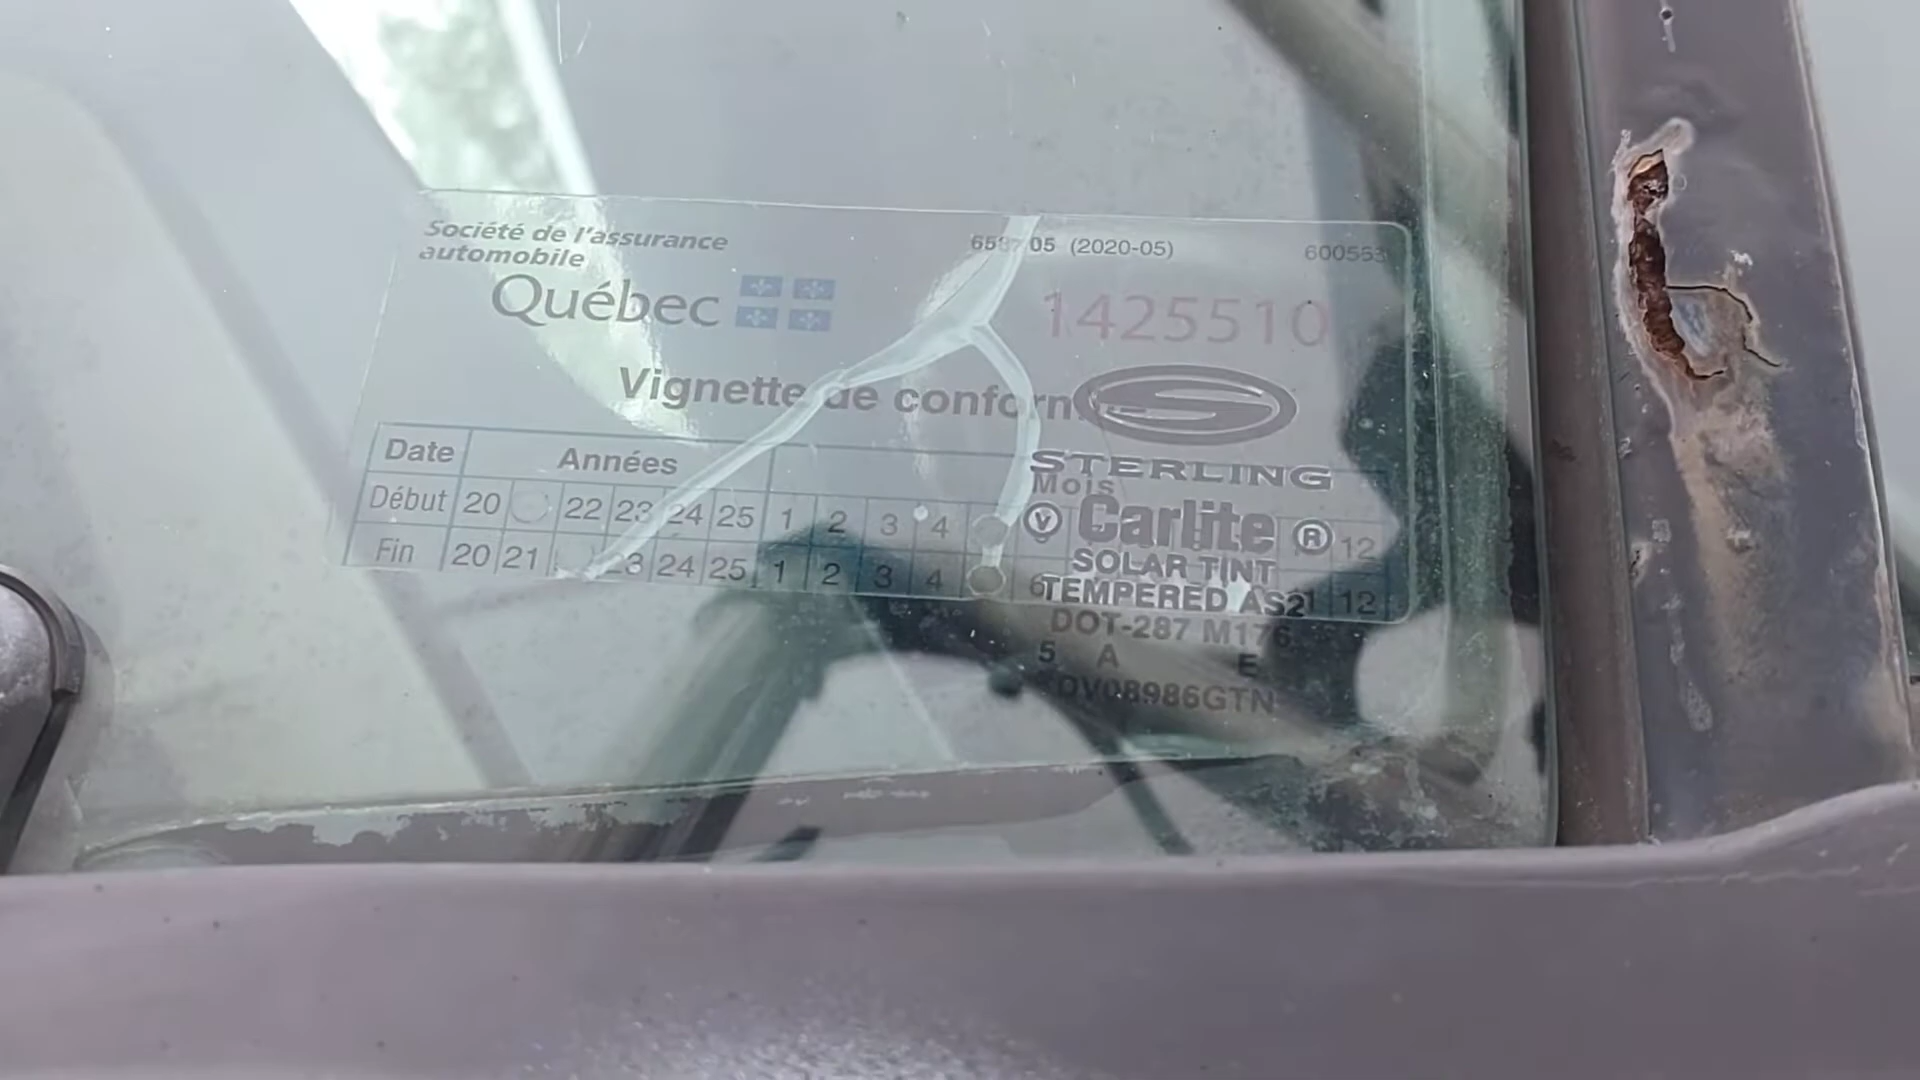 Société de l'assurance
automobile
Québec
(2020-05)
1425510
Vignette de
Date Années
Mois
Début 20 22 23 24 25 1 2 3 4 12
Fin 20 21 23 24 25 1 2 3 4 6 12
STERLING
Carlite ®
SOLAR TINT
TEMPERED AS2
DOT-287 M176
5 A E